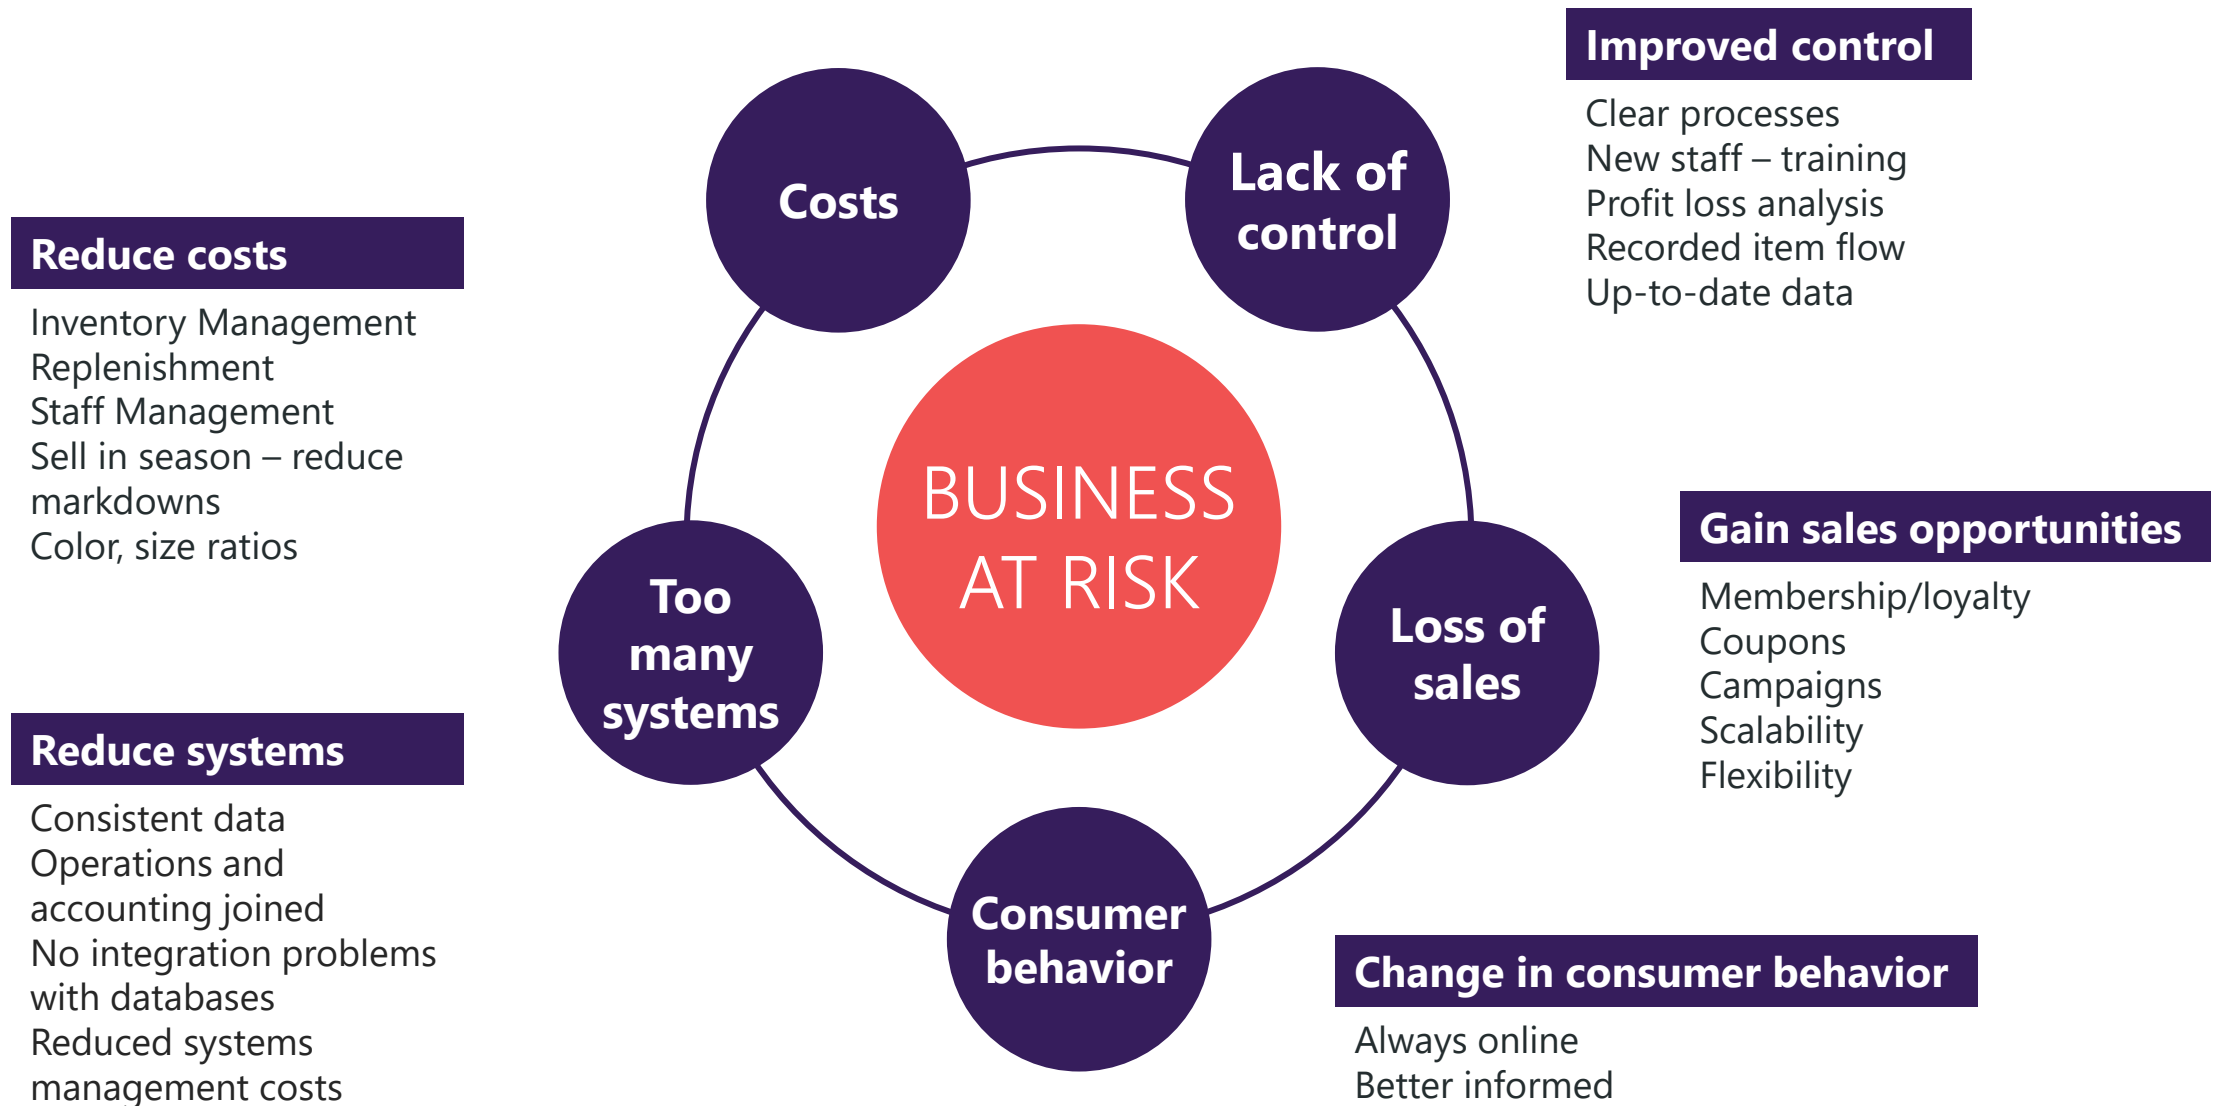 Improved control
Clear processes
New staff – training
Profit loss analysis
Recorded item flow
Up-to-date data
Costs
Lack of
control
Reduce costs
Inventory Management
Replenishment
Staff Management
Sell in season – reduce
markdowns
Color, size ratios
BUSINESS
AT RISK
Gain sales opportunities
Membership/loyalty
Coupons
Campaigns
Scalability
Flexibility
Too
many
systems
Loss of
sales
Reduce systems
Consistent data
Operations and
accounting joined
No integration problems
with databases
Reduced systems
management costs
Consumer
behavior
Change in consumer behavior
Always online
Better informed